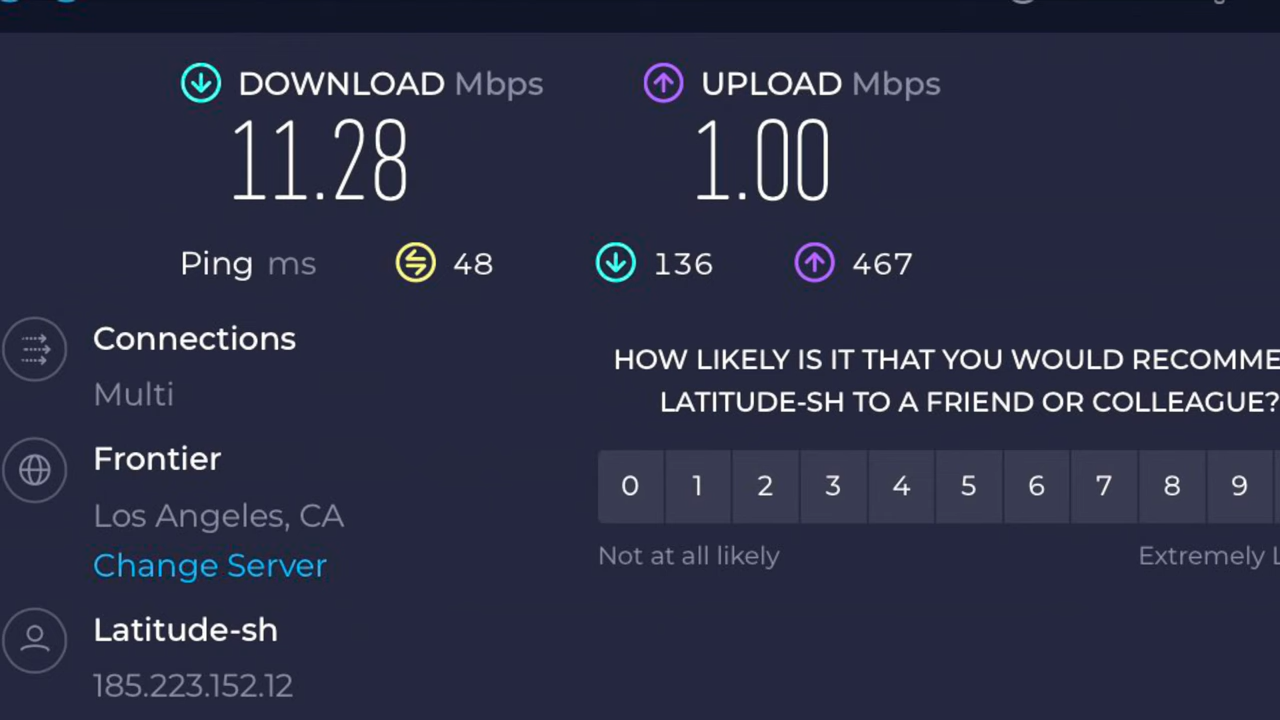 DOWNLOAD Mbps
UPLOAD Mbps
11.28
1.00
Ping ms 48 136 467
Connections
Multi
HOW LIKELY IS IT THAT YOU WOULD RECOMME
LATITUDE-SH TO A FRIEND OR COLLEAGUE?
Frontier
Los Angeles, CA
Change Server
0 1 2 3 4 5 6 7 8 9
Not at all likely
Extremely L
Latitude-sh
185.223.152.12